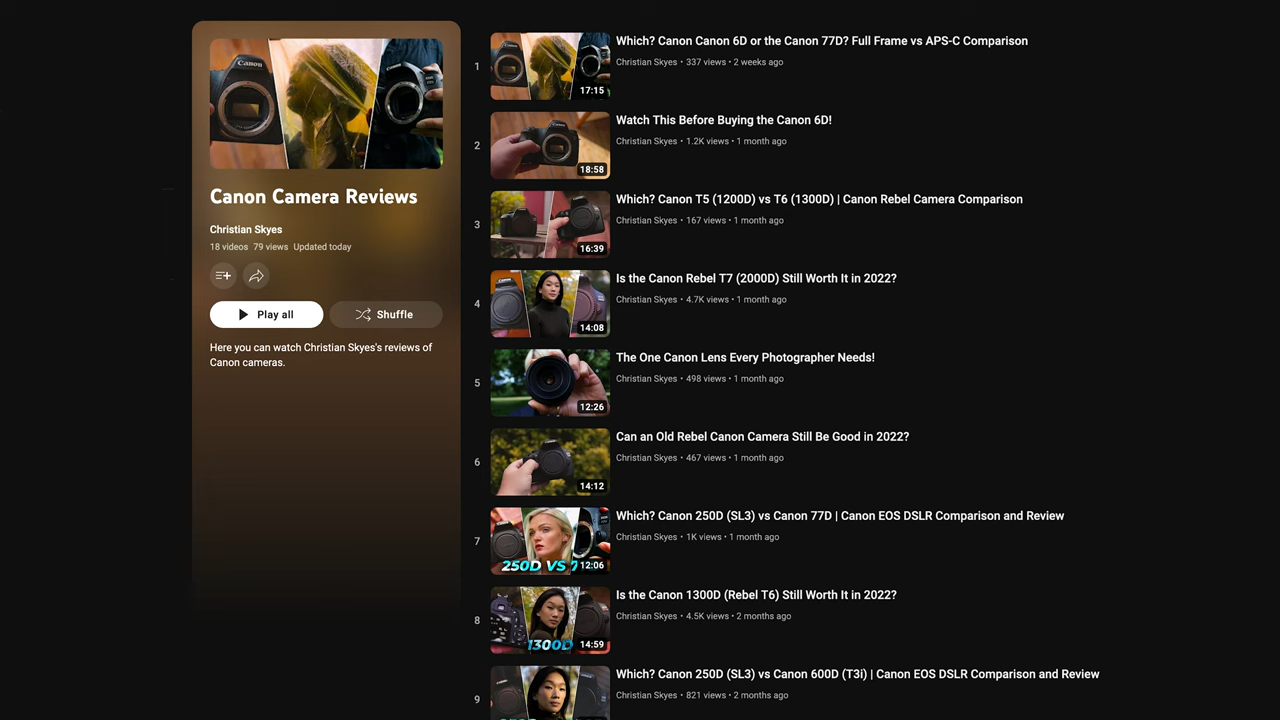 Canon Camera Reviews
Christian Skyes
18 videos 79 views Updated today
Play all
Shuffle
Here you can watch Christian Skyes's reviews of
Canon cameras.
1
17:15
Which? Canon Canon 6D or the Canon 77D? Full Frame vs APS-C Comparison
Christian Skyes • 337 views • 2 weeks ago
2
18:58
Watch This Before Buying the Canon 6D!
Christian Skyes • 1.2K views • 1 month ago
3
16:39
Which? Canon T5 (1200D) vs T6 (1300D) | Canon Rebel Camera Comparison
Christian Skyes • 167 views • 1 month ago
4
14:08
Is the Canon Rebel T7 (2000D) Still Worth It in 2022?
Christian Skyes • 4.7K views • 1 month ago
5
12:26
The One Canon Lens Every Photographer Needs!
Christian Skyes • 498 views • 1 month ago
6
14:12
Can an Old Rebel Canon Camera Still Be Good in 2022?
Christian Skyes • 467 views • 1 month ago
7
250D VS 7
12:06
Which? Canon 250D (SL3) vs Canon 77D | Canon EOS DSLR Comparison and Review
Christian Skyes • 1K views • 1 month ago
8
1300D
14:59
Is the Canon 1300D (Rebel T6) Still Worth It in 2022?
Christian Skyes • 4.5K views • 2 months ago
9
Which? Canon 250D (SL3) vs Canon 600D (T3i) | Canon EOS DSLR Comparison and Review
Christian Skyes • 821 views • 2 months ago